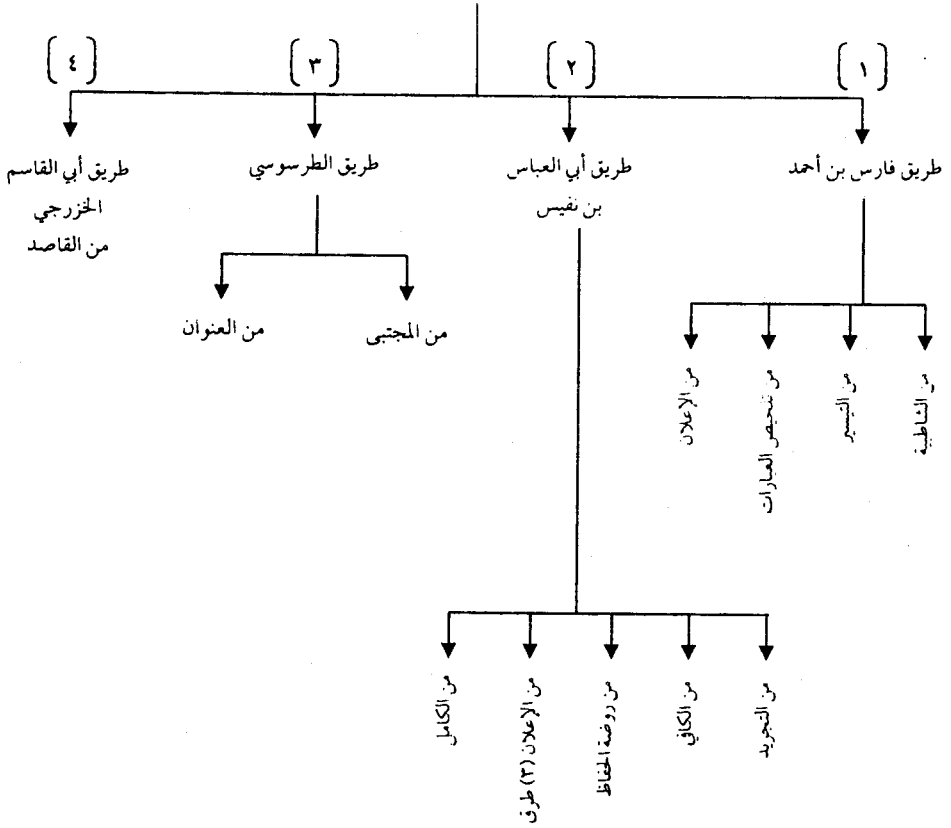 (١)
(٢)
(٣)
(٤)
طريق فارس بن أحمد
طريق أبي العباس
بن نفيس
طريق الطرسوسي
طريق أبي القاسم
الخزرجي
من القاصد
من المجتبى
من العنوان
من الشاطبية
من التيسير
من تلخيص العبارات
من الإعلان
من التجريد
من الكافي
من روضة الحفاظ
من الإعلان (٣) طرق
من الكامل